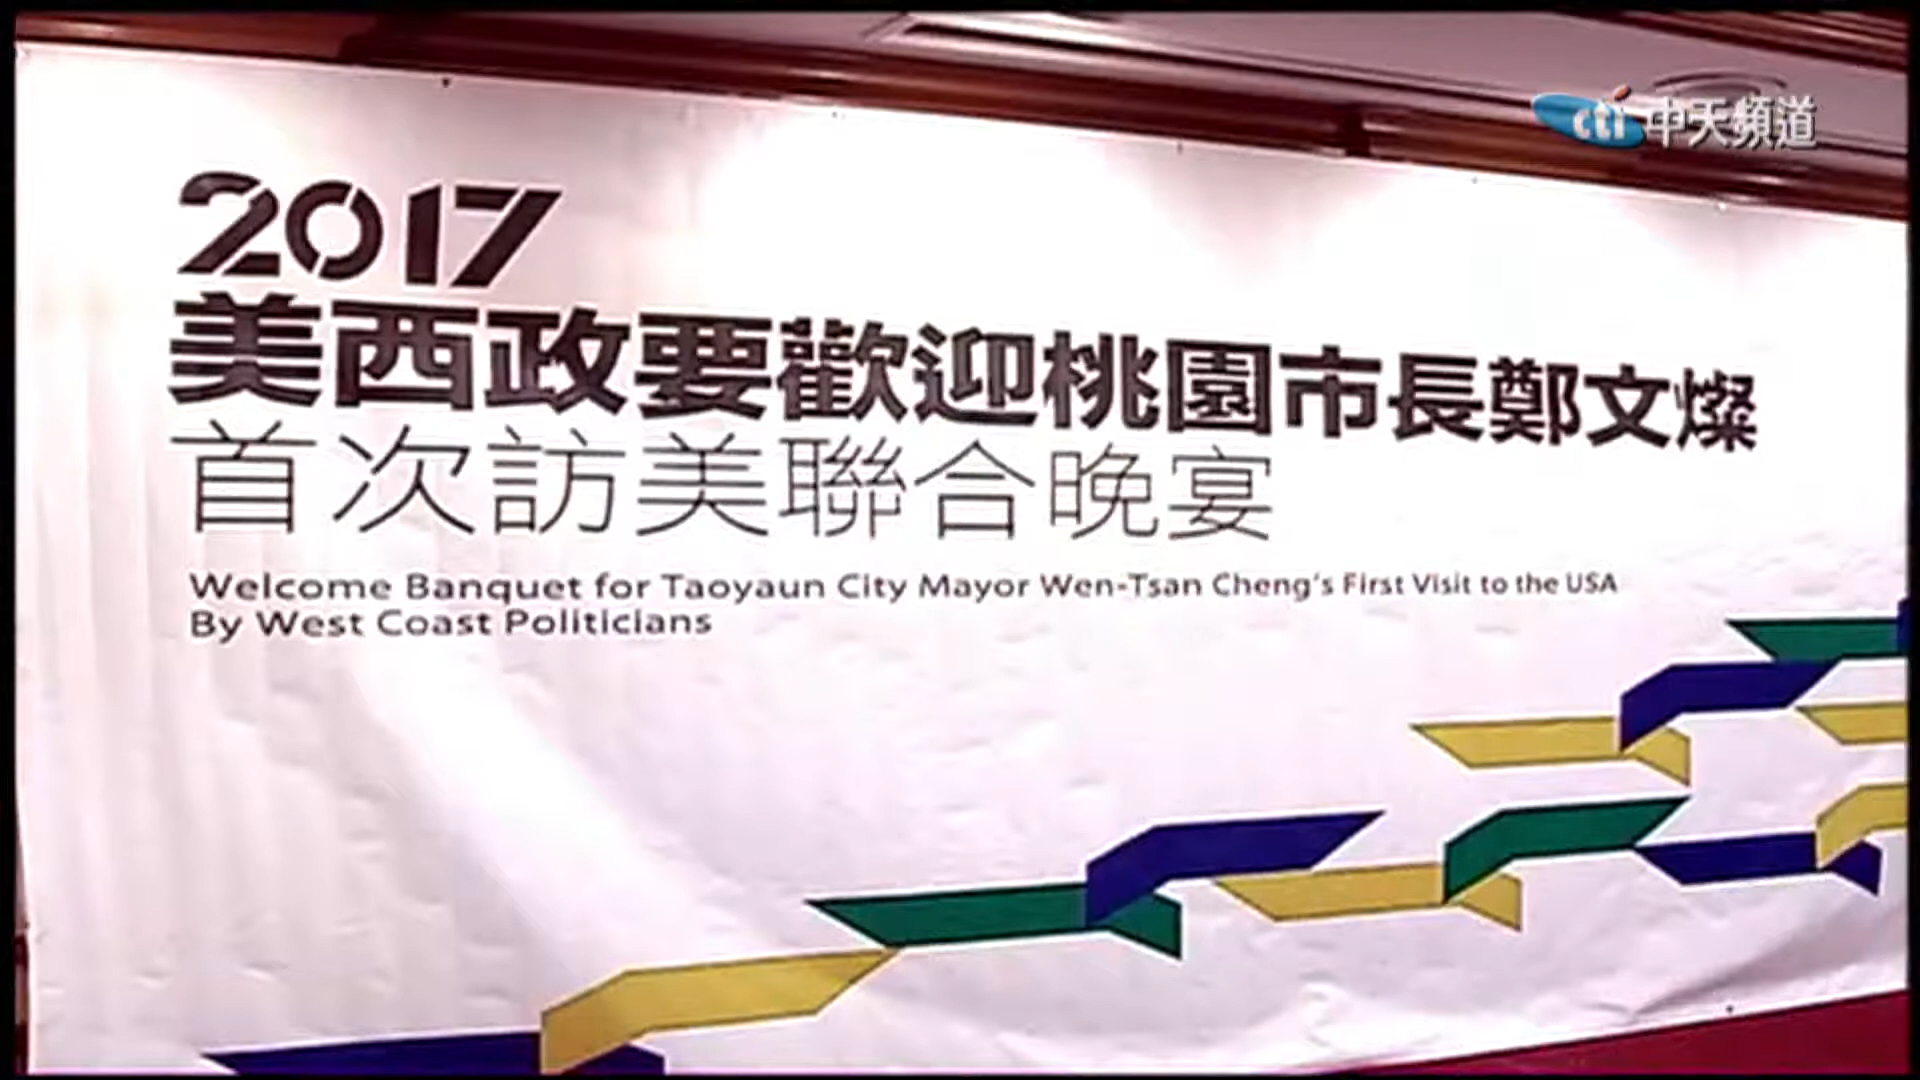 cti 中天頻道
2017
美西政要歡迎桃園市長鄭文燦
首次訪美聯合晚宴
Welcome Banquet for Taoyaun City Mayor Wen-Tsan Cheng's First Visit to the USA
By West Coast Politicians